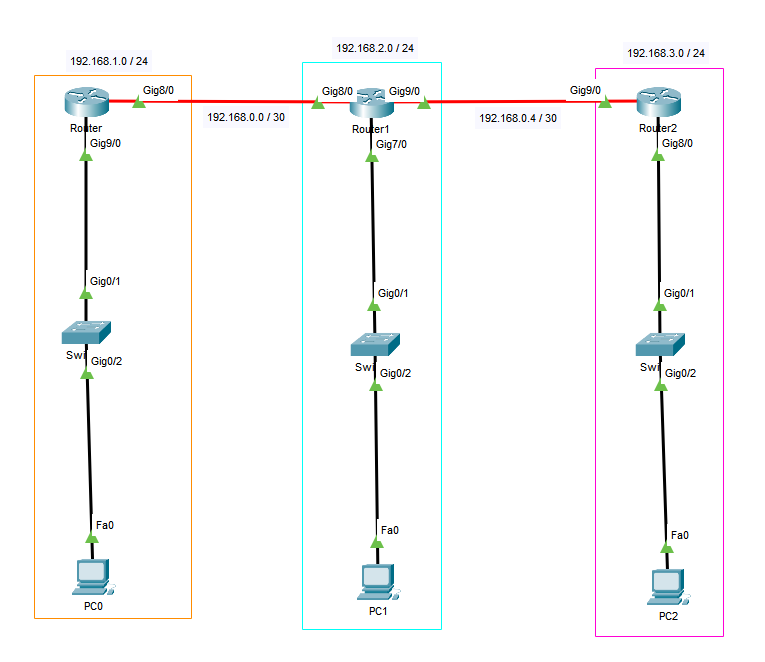 192.168.1.0 / 24
192.168.2.0 / 24
192.168.3.0 / 24
Gig8/0
Gig8/0
Gig9/0
Gig9/0
192.168.0.0 / 30
192.168.0.4 / 30
Router
Router1
Router2
Gig9/0
Gig7/0
Gig8/0
Gig0/1
Gig0/1
Gig0/1
Swi
Swi
Swi
Gig0/2
Gig0/2
Gig0/2
Fa0
Fa0
Fa0
PC0
PC1
PC2